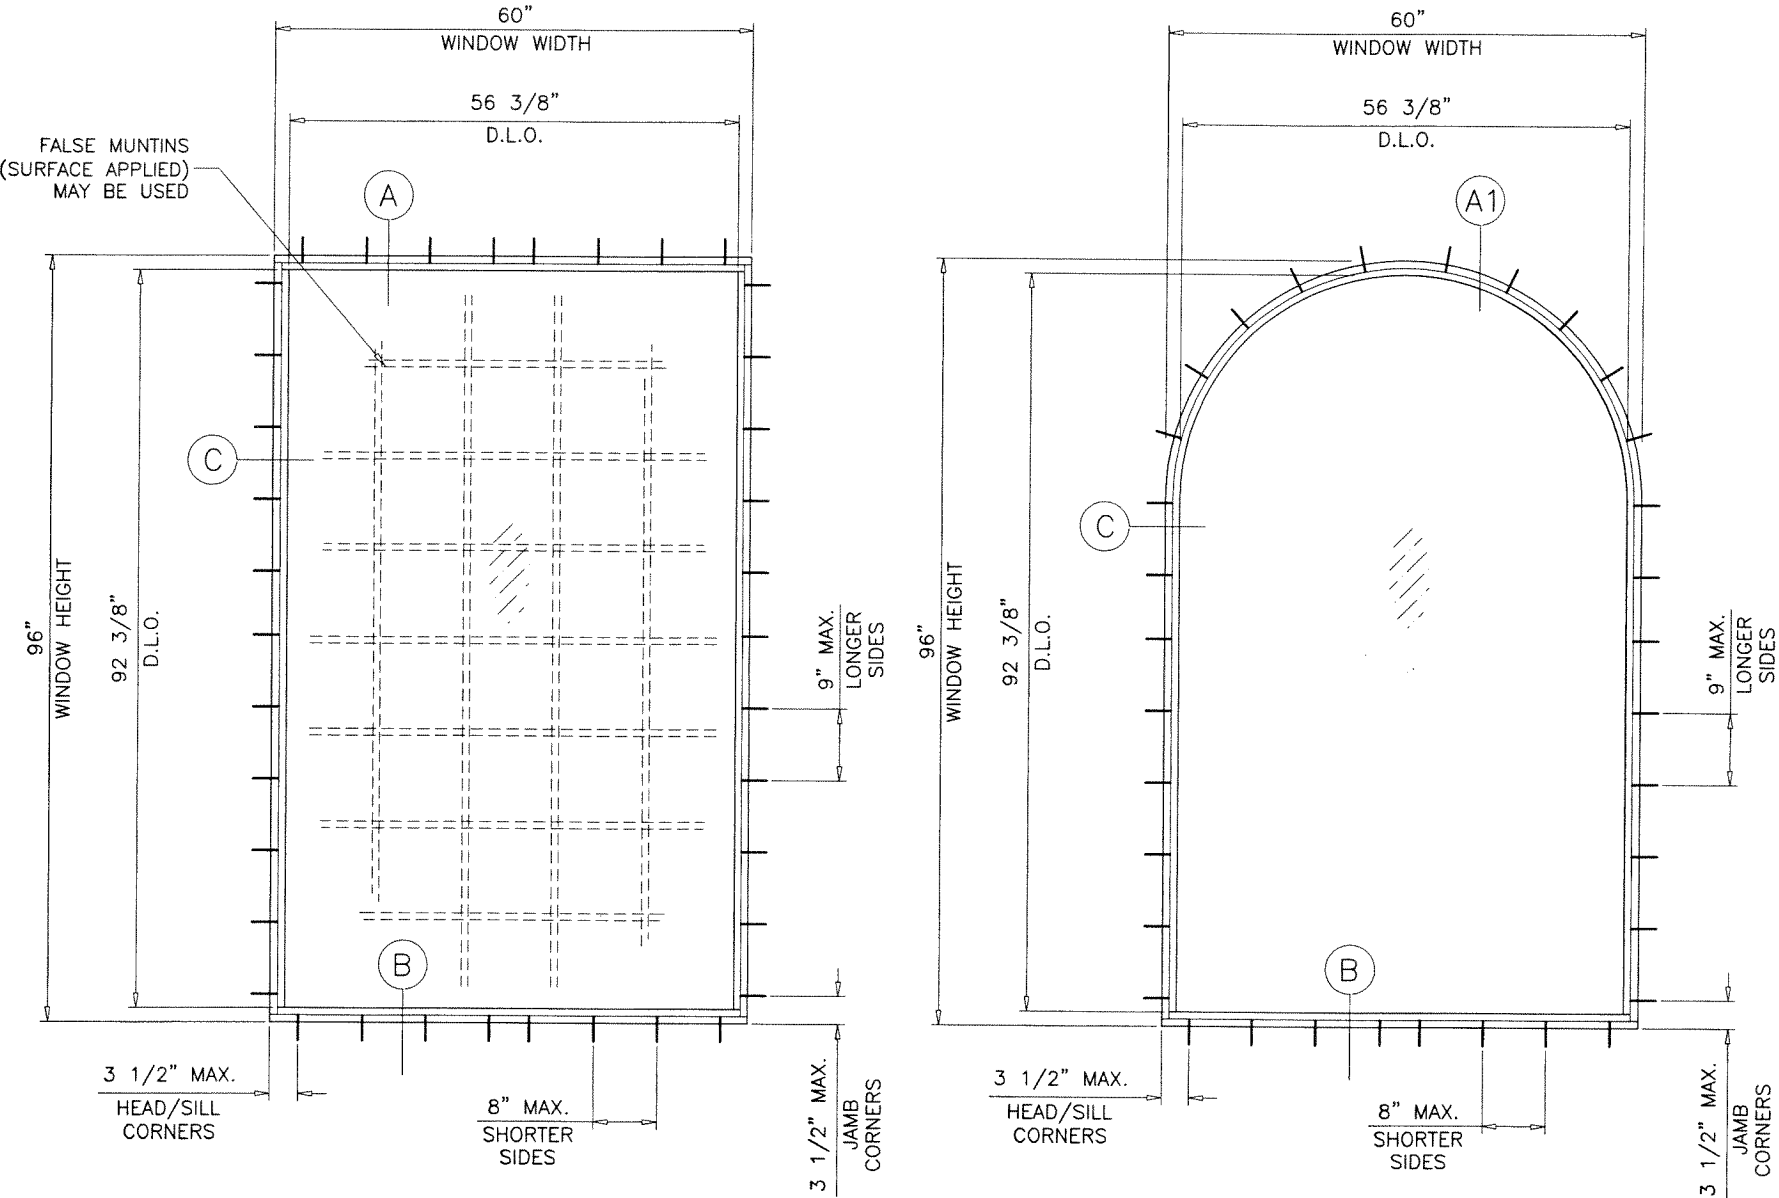 60"
WINDOW WIDTH
56 3/8"
D.L.O.
FALSE MUNTINS
(SURFACE APPLIED)
MAY BE USED
A
C
B
96"
WINDOW HEIGHT
92 3/8"
D.L.O.
9" MAX.
LONGER
SIDES
3 1/2" MAX.
HEAD/SILL
CORNERS
8" MAX.
SHORTER
SIDES
3 1/2" MAX.
JAMB
CORNERS
60"
WINDOW WIDTH
56 3/8"
D.L.O.
A1
C
B
96"
WINDOW HEIGHT
92 3/8"
D.L.O.
9" MAX.
LONGER
SIDES
3 1/2" MAX.
HEAD/SILL
CORNERS
8" MAX.
SHORTER
SIDES
3 1/2" MAX.
JAMB
CORNERS